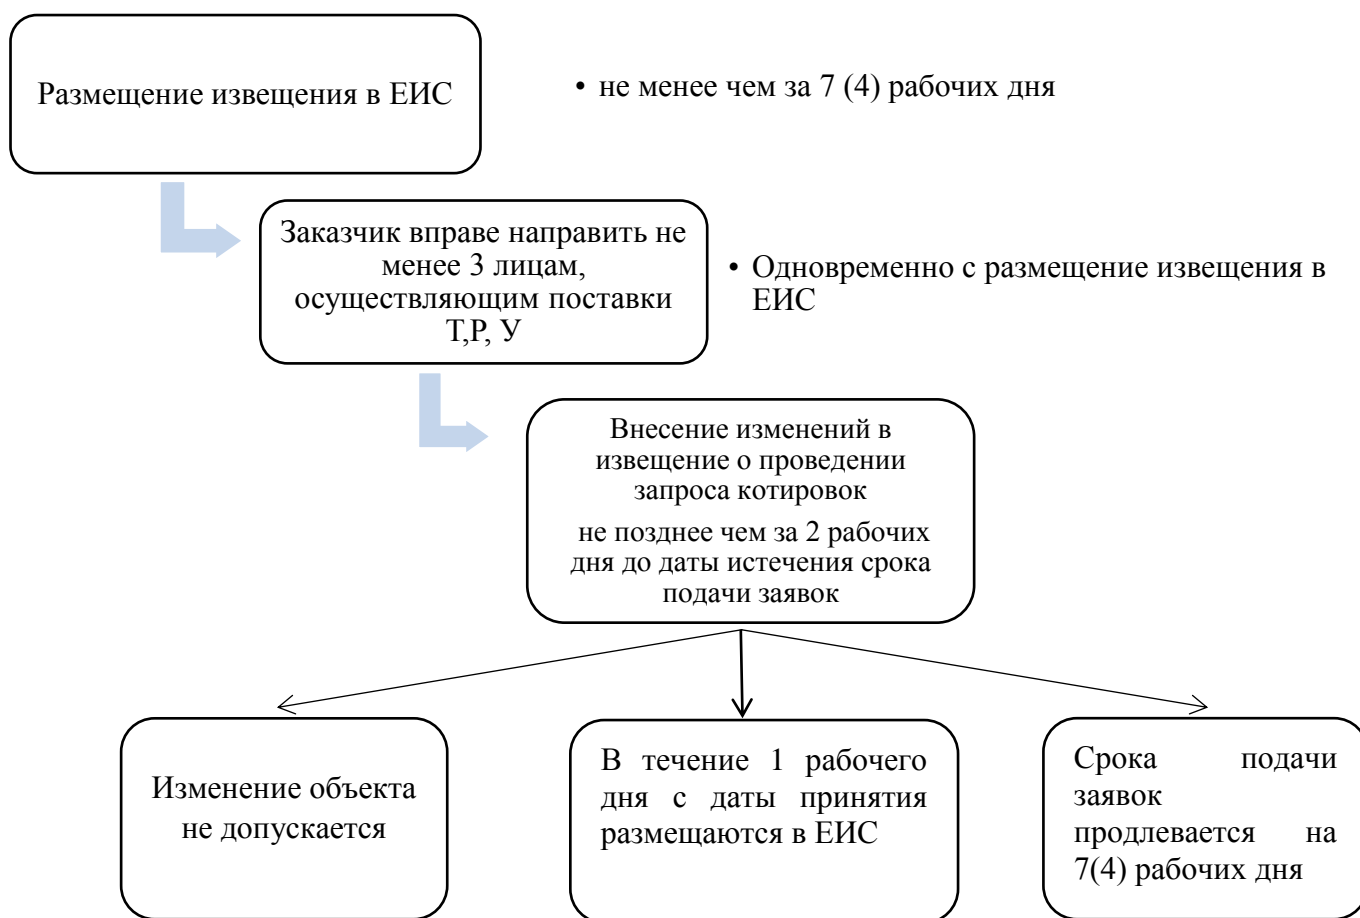 Размещение извещения в ЕИС
• не менее чем за 7 (4) рабочих дня
Заказчик вправе направить не
менее 3 лицам,
осуществляющим поставки
Т,Р, У
• Одновременно с размещение извещения в
ЕИС
Внесение изменений в
извещение о проведении
запроса котировок
не позднее чем за 2 рабочих
дня до даты истечения срока
подачи заявок
Изменение объекта
не допускается
В течение 1 рабочего
дня с даты принятия
размещаются в ЕИС
Срока подачи
заявок
продлевается на
7(4) рабочих дня